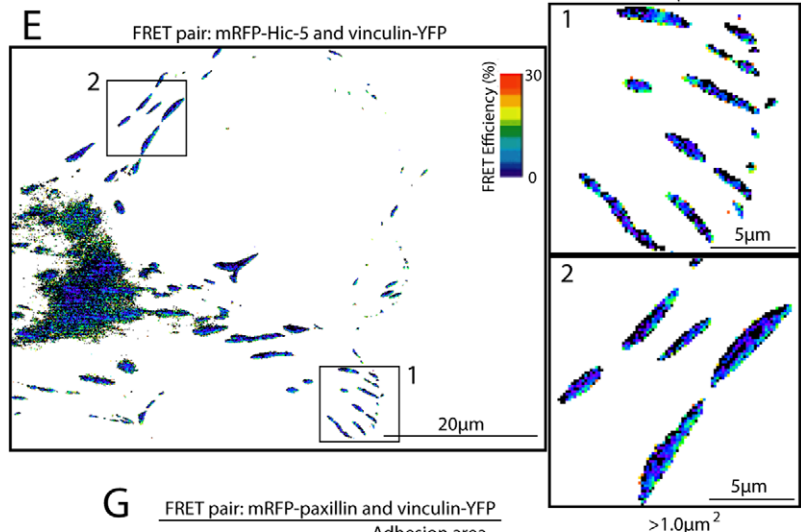 E
FRET pair: mRFP-Hic-5 and vinculin-YFP
2
30
FRET Efficiency (%)
0
1
20μm
1
5μm
2
5μm
>1.0μm²
G
FRET pair: mRFP-paxillin and vinculin-YFP
Adhesion area